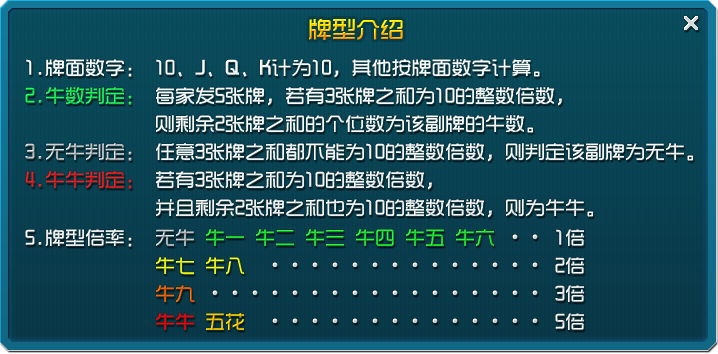 牌型介绍
1.牌面数字： 10、J、Q、K计为10，其他按牌面数字计算。
2.牛数判定： 每家发5张牌，若有3张牌之和为10的整数倍数，
则剩余2张牌之和的个位数为该副牌的牛数。
3.无牛判定： 任意3张牌之和都不能为10的整数倍数，则判定该副牌为无牛。
4.牛牛判定： 若有3张牌之和为10的整数倍数，
并且剩余2张牌之和也为10的整数倍数，则为牛牛。
5.牌型倍率： 无牛 牛一 牛二 牛三 牛四 牛五 牛六 ·· 1倍
牛七 牛八 ·············· 2倍
牛九 ················· 3倍
牛牛 五花 ·············· 5倍